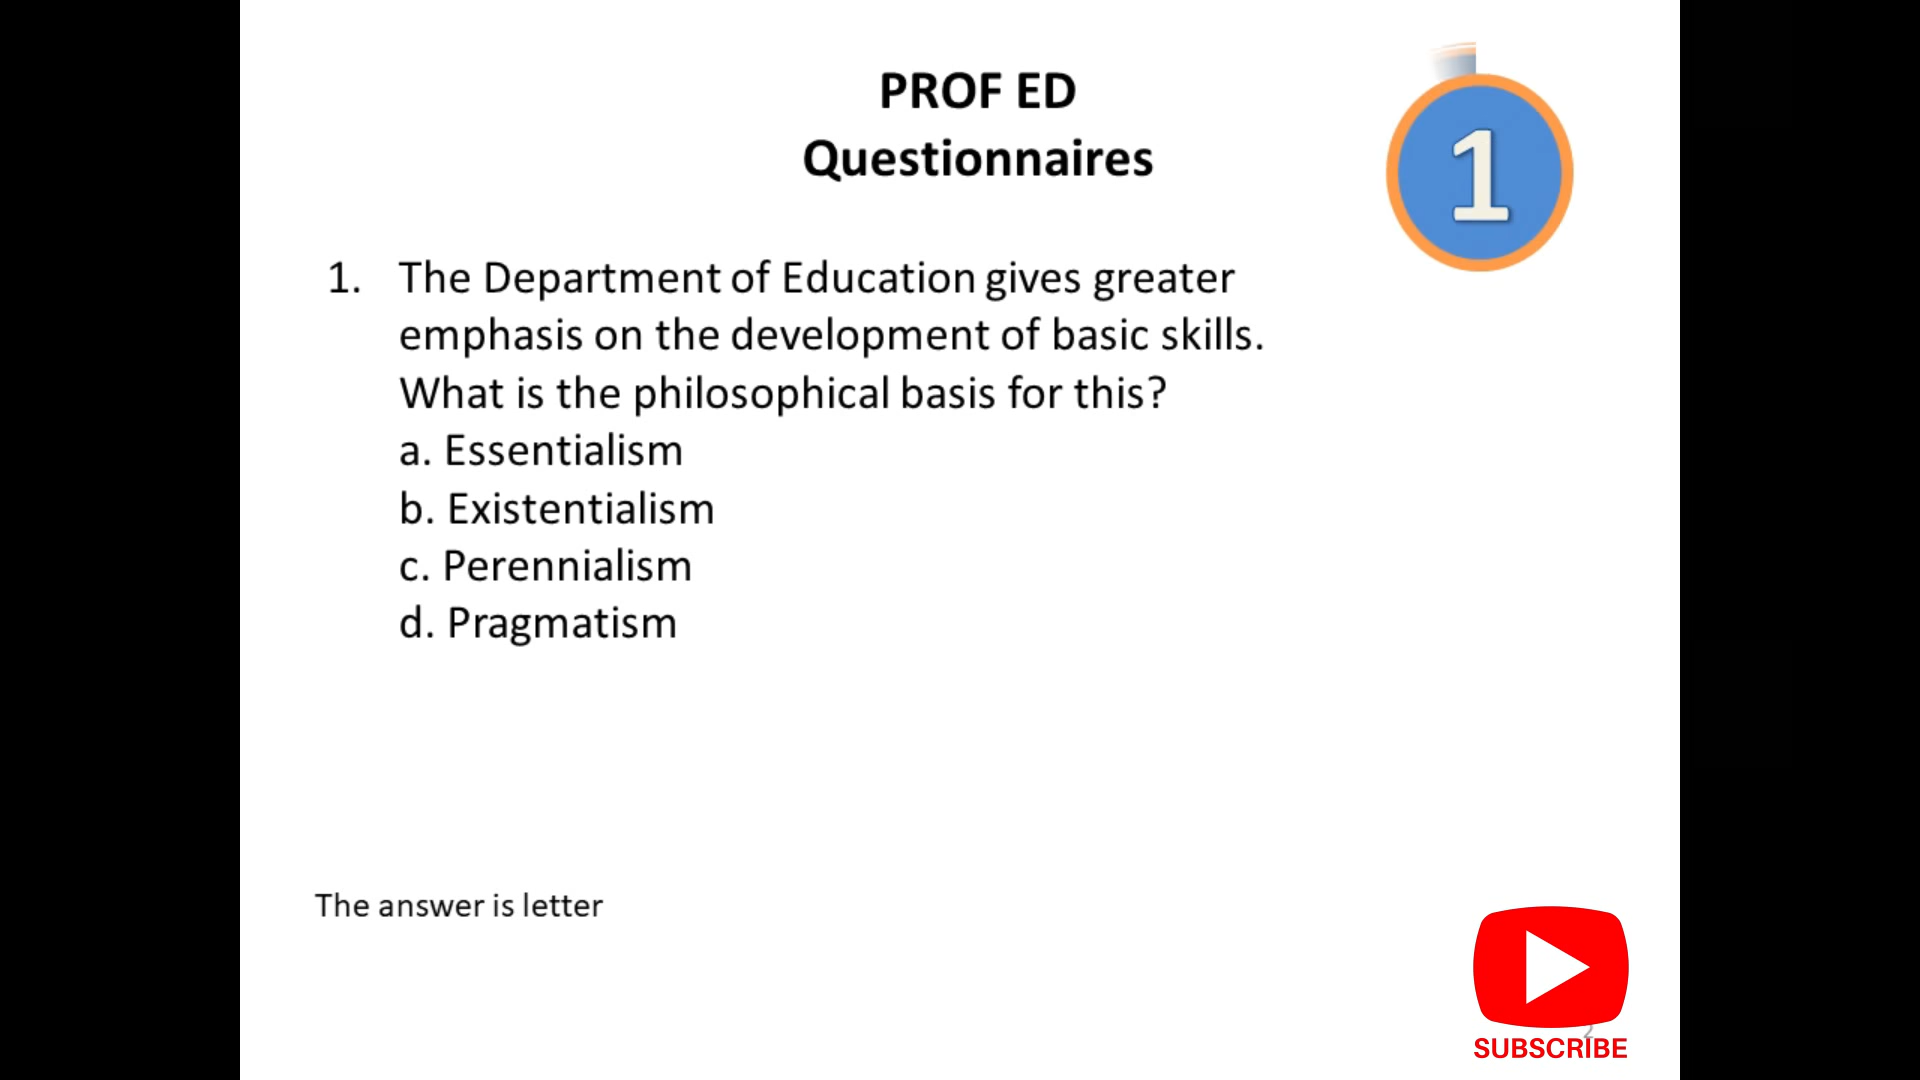 PROF ED
Questionnaires
1
1. The Department of Education gives greater
emphasis on the development of basic skills.
What is the philosophical basis for this?
a. Essentialism
b. Existentialism
c. Perennialism
d. Pragmatism
The answer is letter
2
SUBSCRIBE